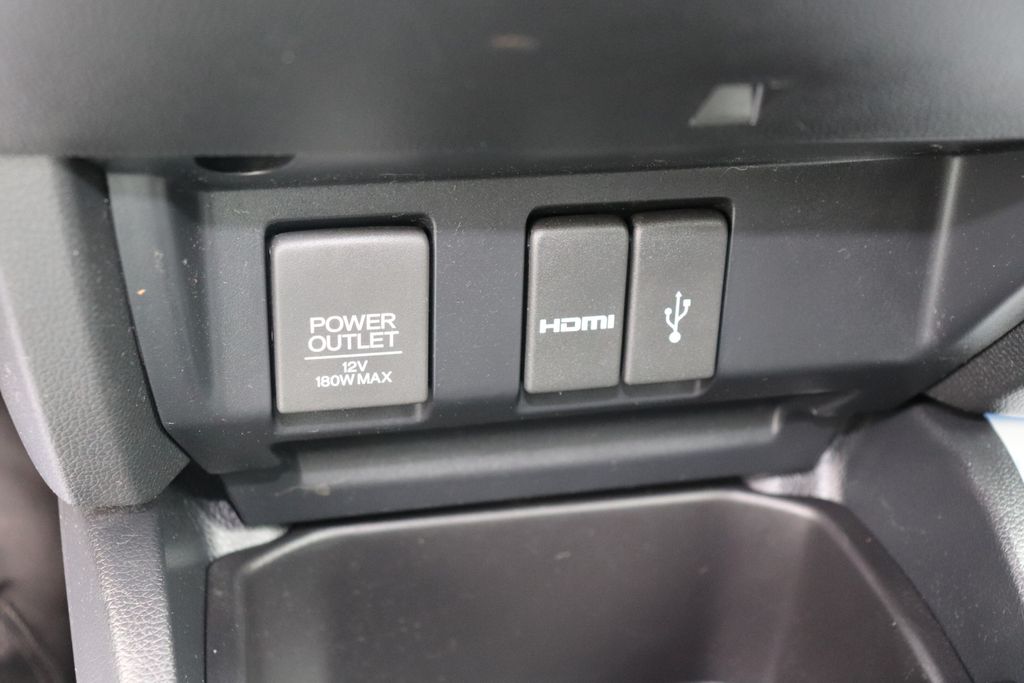 POWER
OUTLET
12V
180W MAX
HDMI